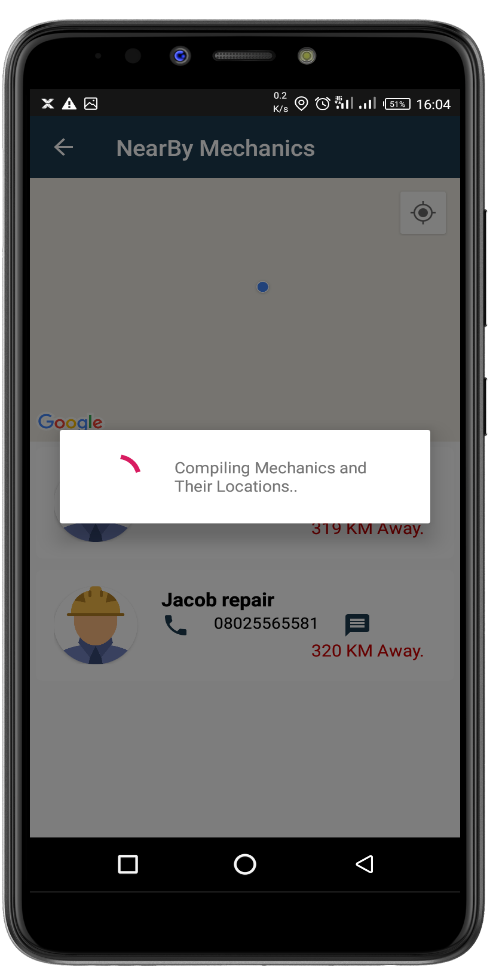 0.2
K/s
51%
16:04
NearBy Mechanics
Google
Compiling Mechanics and
Their Locations..
319 KM Away.
Jacob repair
08025565581
320 KM Away.